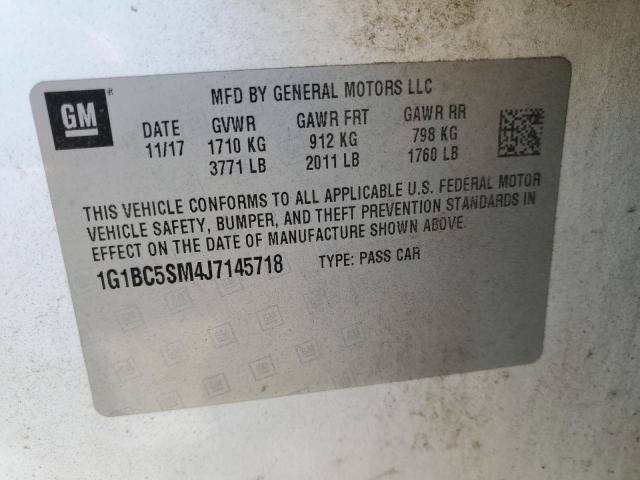 GM
MFD BY GENERAL MOTORS LLC
DATE GVWR GAWR FRT GAWR RR
11/17 1710 KG 912 KG 798 KG
3771 LB 2011 LB 1760 LB
THIS VEHICLE CONFORMS TO ALL APPLICABLE U.S. FEDERAL MOTOR
VEHICLE SAFETY, BUMPER, AND THEFT PREVENTION STANDARDS IN
EFFECT ON THE DATE OF MANUFACTURE SHOWN ABOVE.
1G1BC5SM4J7145718 TYPE: PASS CAR